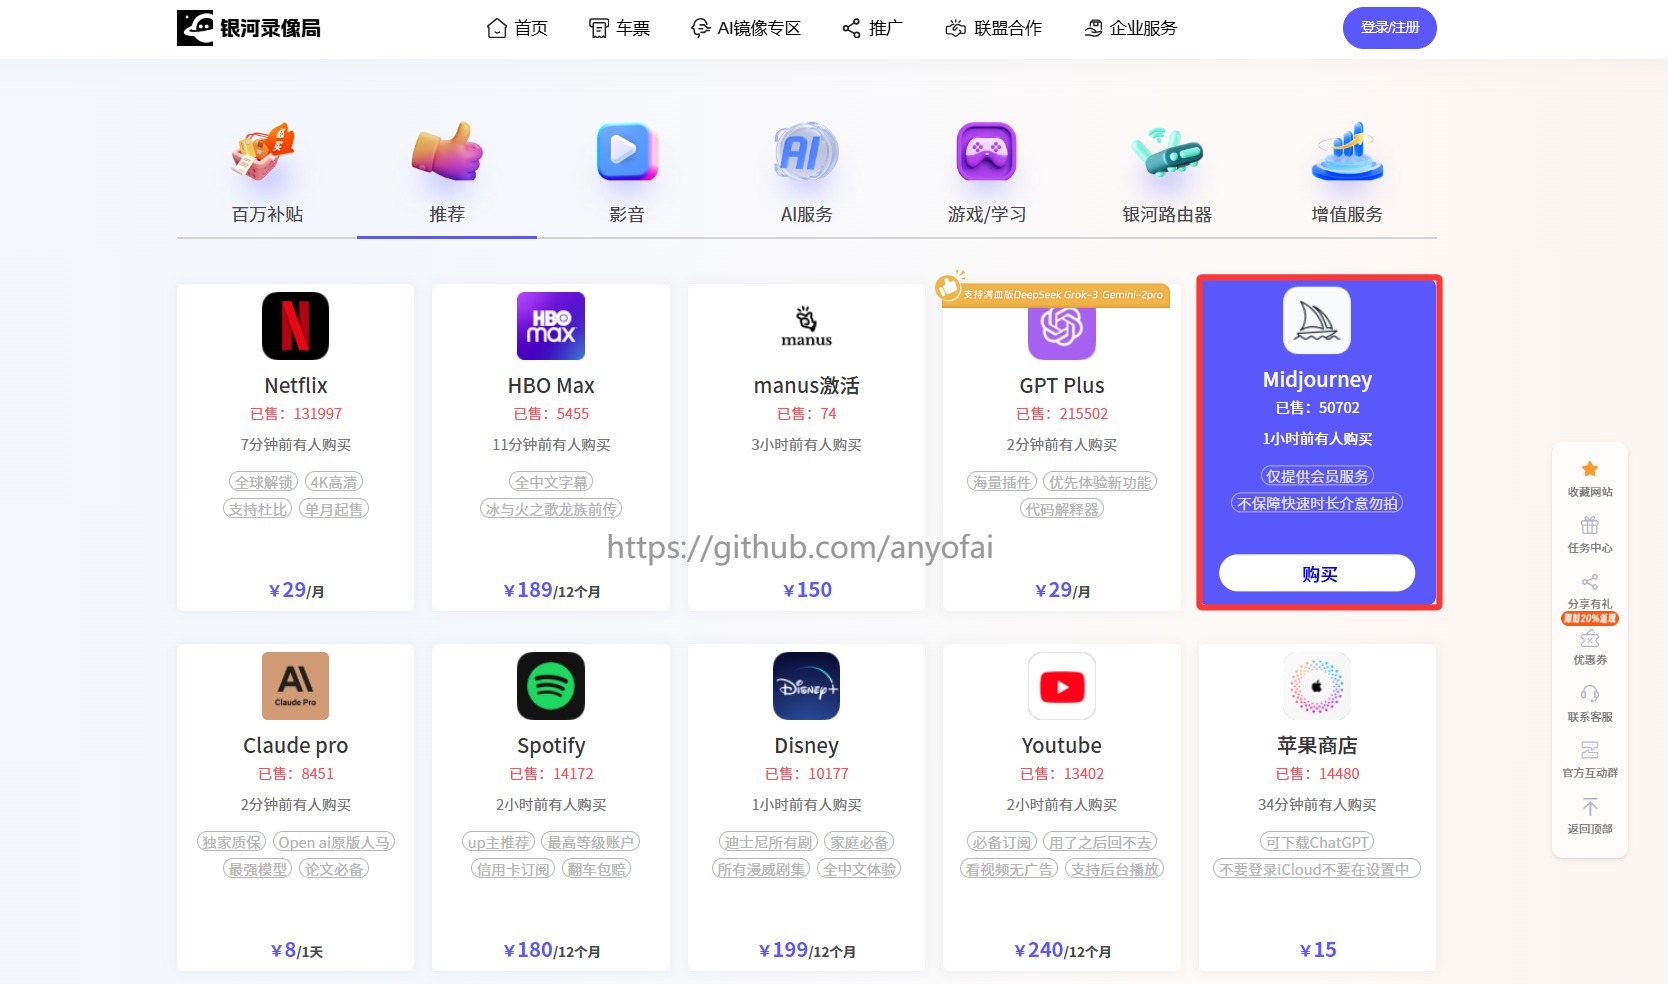 银河录像局
首页
车票
AI镜像专区
推广
联盟合作
企业服务
登录/注册
必买
百万补贴
推荐
影音
AI
AI服务
游戏/学习
银河路由器
增值服务
N
Netflix
已售：131997
7分钟前有人购买
全球解锁
4K高清
支持杜比
单月起售
￥29/月
HBO
max
HBO Max
已售：5455
11分钟前有人购买
全中文字幕
冰与火之歌龙族前传
￥189/12个月
manus
manus激活
已售：74
3小时前有人购买
￥150
支持满血版DeepSeek Grok-3 Gemini-2pro
GPT Plus
已售：215502
2分钟前有人购买
海量插件
优先体验新功能
代码解释器
￥29/月
Midjourney
已售：50702
1小时前有人购买
仅提供会员服务
不保障快速时长介意勿拍
购买
https://github.com/anyofai
AI
Claude Pro
Claude pro
已售：8451
2分钟前有人购买
独家质保
Open ai原版人马
最强模型
论文必备
￥8/1天
Spotify
已售：14172
2小时前有人购买
up主推荐
最高等级账户
信用卡订阅
翻车包赔
￥180/12个月
Disney+
Disney
已售：10177
1小时前有人购买
迪士尼所有剧
家庭必备
所有漫威剧集
全中文体验
￥199/12个月
Youtube
已售：13402
2小时前有人购买
必备订阅
用了之后回不去
看视频无广告
支持后台播放
￥240/12个月
苹果商店
已售：14480
34分钟前有人购买
可下载ChatGPT
不要登录iCloud不要在设置中
￥15
收藏网站
任务中心
分享有礼
限时20%返现
优惠券
联系客服
官方互动群
返回顶部